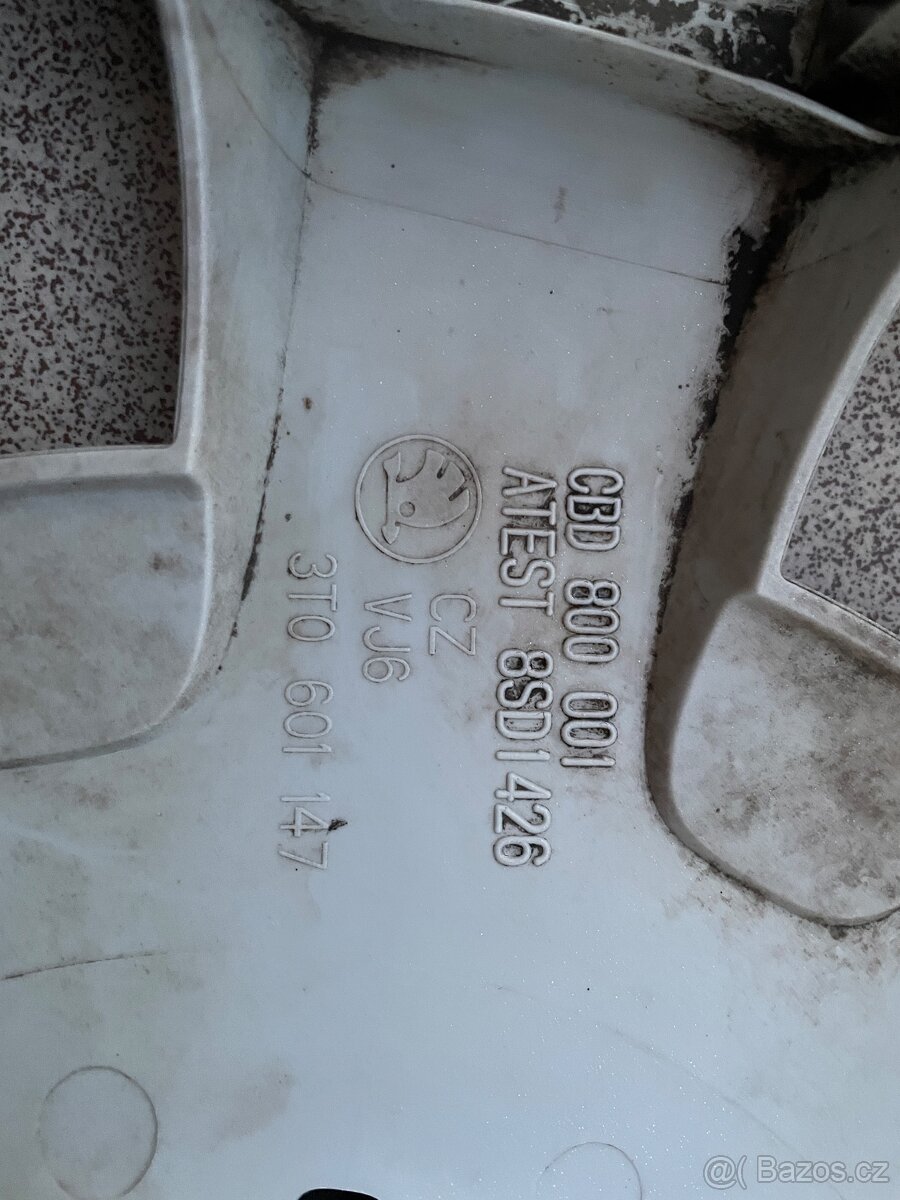 CBD 800 001
ATEST 8SD1426
CZ
VJ6
3T0 601 147
@( Bazos.cz